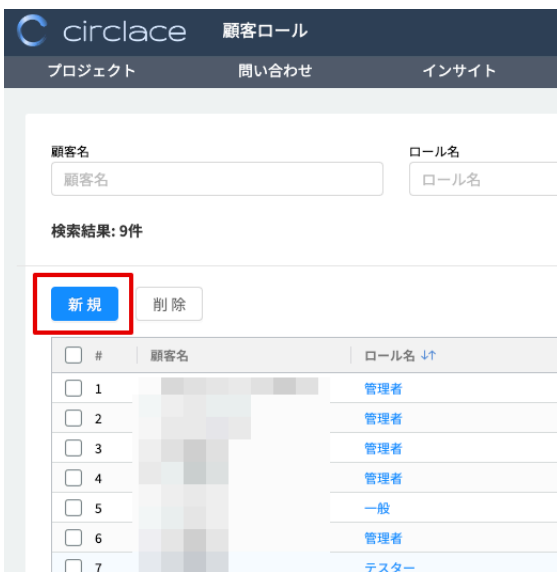 circlace 顧客ロール
プロジェクト 問い合わせ インサイト
顧客名 ロール名
顧客名 ロール名
検索結果: 9件
新規 削除
# 顧客名 ロール名 ↓↑
1 管理者
2 管理者
3 管理者
4 管理者
5 一般
6 管理者
7 テスター